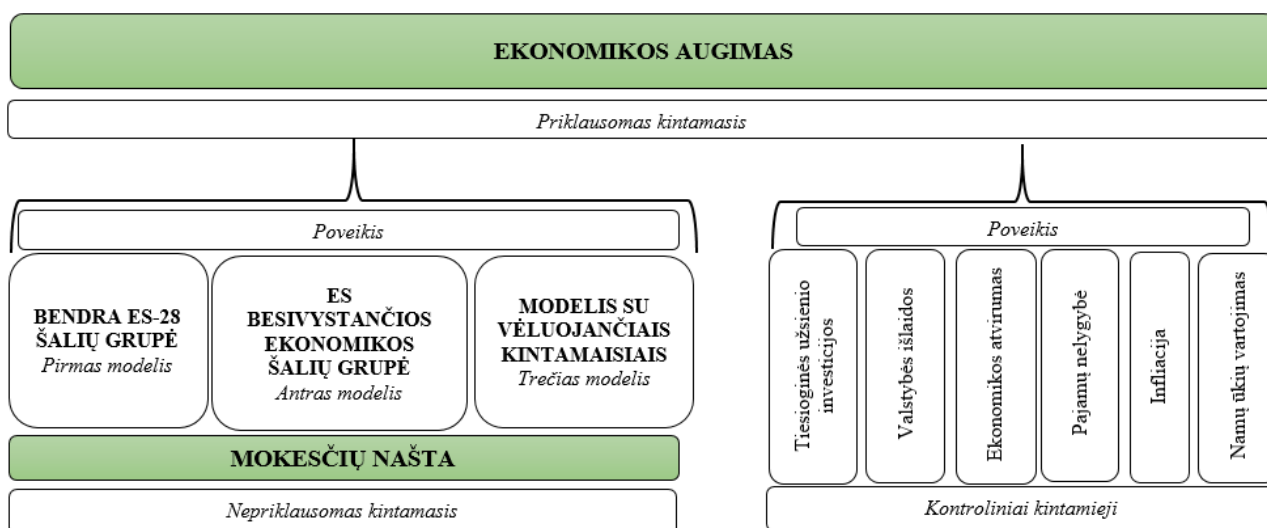 EKONOMIKOS AUGIMAS
Priklausomas kintamasis
Poveikis
BENDRA ES-28
ŠALIŲ GRUPĖ
Pirmas modelis
ES
BESIVYSTANČIOS
EKONOMIKOS
ŠALIŲ GRUPĖ
Antras modelis
MODELIS SU
VĖLUOJANČIAIS
KINTAMAISIAIS
Trečias modelis
MOKESČIŲ NAŠTA
Nepriklausomas kintamasis
Poveikis
Tiesioginės užsienio
investicijos
Valstybės išlaidos
Ekonomikos atvirumas
Pajamų nelygybė
Infliacija
Namų ūkių vartojimas
Kontroliniai kintamieji